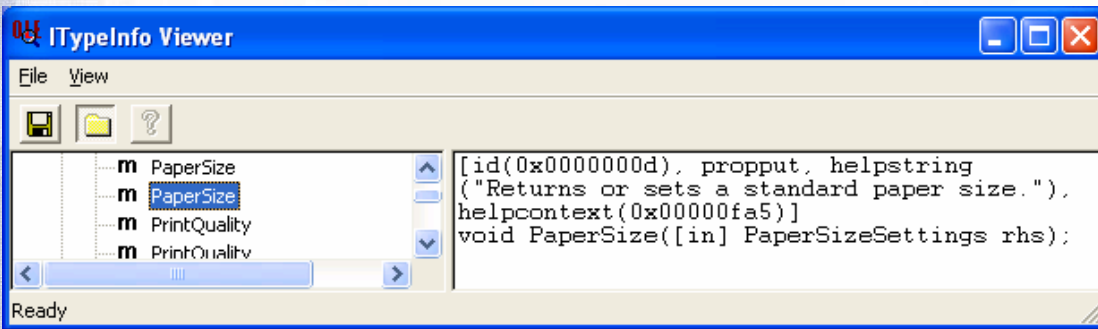 ITypeInfo Viewer
File View
m PaperSize
m PaperSize
m PrintQuality
m PrintQuality
[id(0x0000000d), propput, helpstring
("Returns or sets a standard paper size."),
helpcontext(0x00000fa5)]
void PaperSize([in] PaperSizeSettings rhs);
Ready